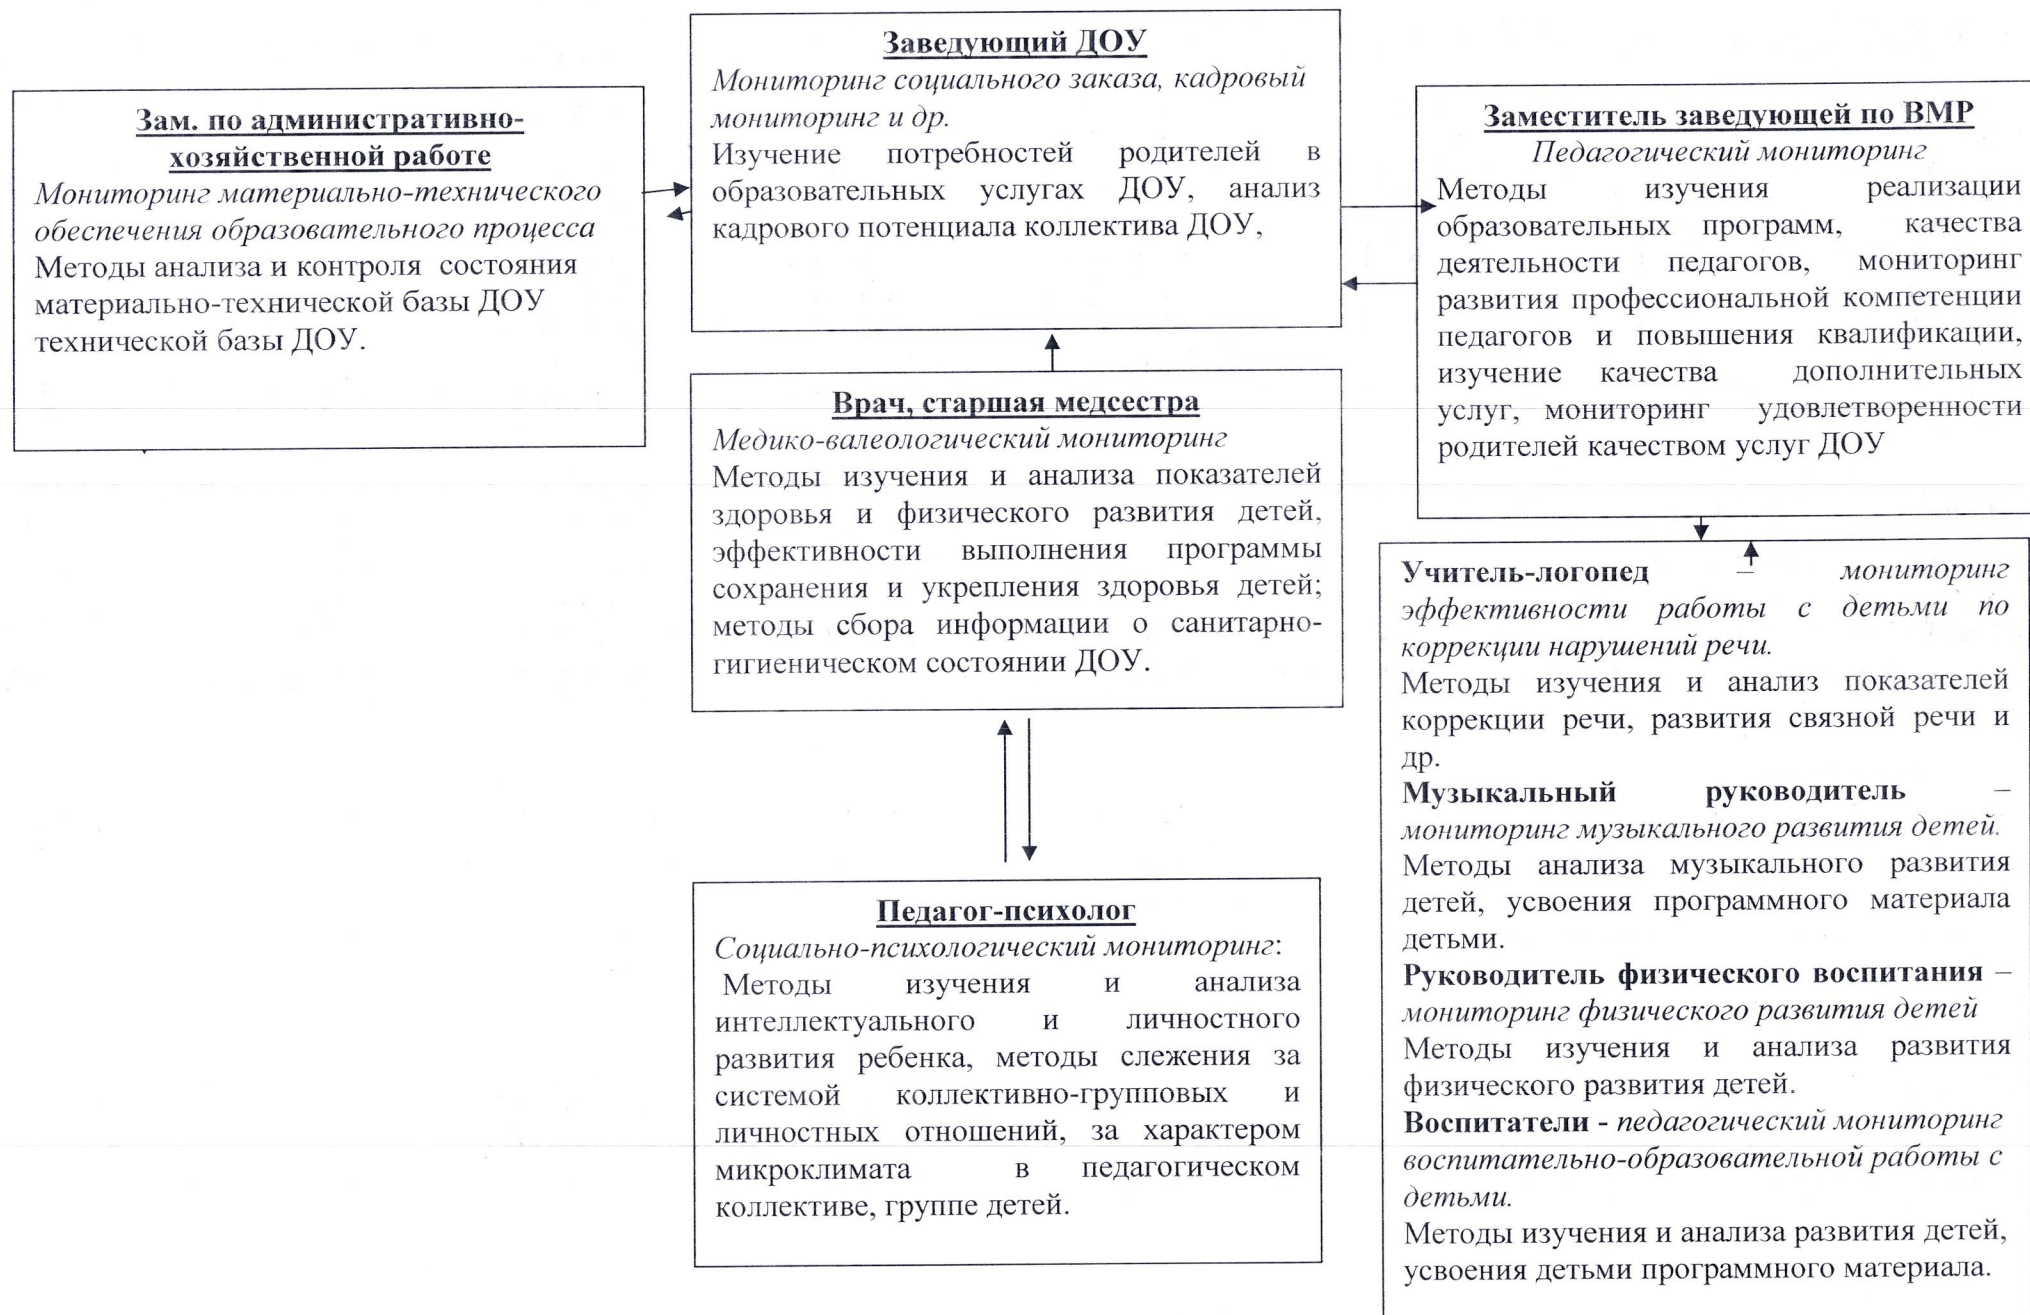 Заведующий ДОУ
Мониторинг социального заказа, кадровый
мониторинг и др.
Изучение потребностей родителей в
образовательных услугах ДОУ, анализ
кадрового потенциала коллектива ДОУ,
Зам. по административно-
хозяйственной работе
Мониторинг материально-технического
обеспечения образовательного процесса
Методы анализа и контроля состояния
материально-технической базы ДОУ
технической базы ДОУ.
Заместитель заведующей по ВМР
Педагогический мониторинг
Методы изучения реализации
образовательных программ, качества
деятельности педагогов, мониторинг
развития профессиональной компетенции
педагогов и повышения квалификации,
изучение качества дополнительных
услуг, мониторинг удовлетворенности
родителей качеством услуг ДОУ
Врач, старшая медсестра
Медико-валеологический мониторинг
Методы изучения и анализа показателей
здоровья и физического развития детей,
эффективности выполнения программы
сохранения и укрепления здоровья детей;
методы сбора информации о санитарно-
гигиеническом состоянии ДОУ.
Учитель-логопед – мониторинг
эффективности работы с детьми по
коррекции нарушений речи.
Методы изучения и анализ показателей
коррекции речи, развития связной речи и
др.
Музыкальный руководитель –
мониторинг музыкального развития детей.
Методы анализа музыкального развития
детей, усвоения программного материала
детьми.
Руководитель физического воспитания –
мониторинг физического развития детей
Методы изучения и анализа развития
физического развития детей.
Воспитатели - педагогический мониторинг
воспитательно-образовательной работы с
детьми.
Методы изучения и анализа развития детей,
усвоения детьми программного материала.
Педагог-психолог
Социально-психологический мониторинг:
Методы изучения и анализа
интеллектуального и личностного
развития ребенка, методы слежения за
системой коллективно-групповых и
личностных отношений, за характером
микроклимата в педагогическом
коллективе, группе детей.